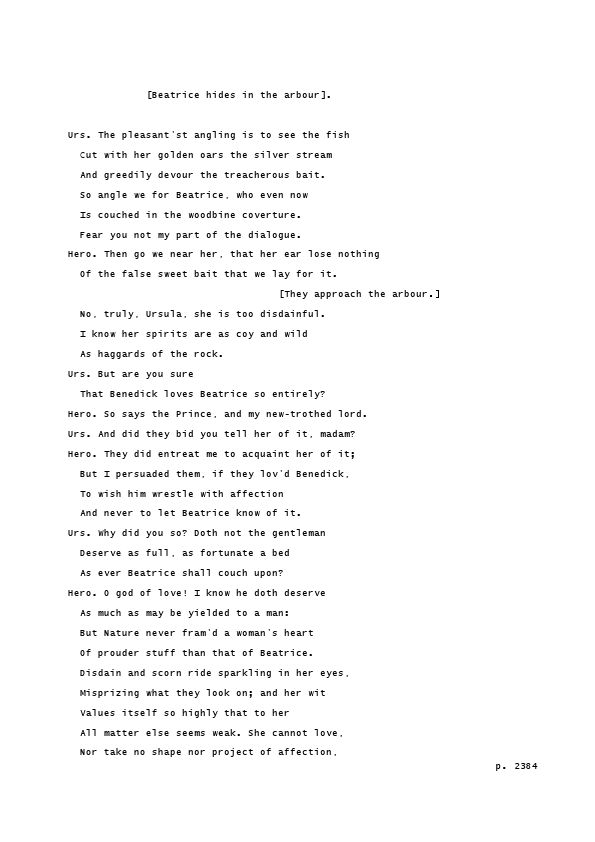 [Beatrice hides in the arbour].
Urs. The pleasant'st angling is to see the fish
Cut with her golden oars the silver stream
And greedily devour the treacherous bait.
So angle we for Beatrice, who even now
Is couched in the woodbine coverture.
Fear you not my part of the dialogue.
Hero. Then go we near her, that her ear lose nothing
Of the false sweet bait that we lay for it.
[They approach the arbour.]
No, truly, Ursula, she is too disdainful.
I know her spirits are as coy and wild
As haggards of the rock.
Urs. But are you sure
That Benedick loves Beatrice so entirely?
Hero. So says the Prince, and my new-trothed lord.
Urs. And did they bid you tell her of it, madam?
Hero. They did entreat me to acquaint her of it;
But I persuaded them, if they lov'd Benedick,
To wish him wrestle with affection
And never to let Beatrice know of it.
Urs. Why did you so? Doth not the gentleman
Deserve as full, as fortunate a bed
As ever Beatrice shall couch upon?
Hero. O god of love! I know he doth deserve
As much as may be yielded to a man:
But Nature never fram'd a woman's heart
Of prouder stuff than that of Beatrice.
Disdain and scorn ride sparkling in her eyes,
Misprizing what they look on; and her wit
Values itself so highly that to her
All matter else seems weak. She cannot love,
Nor take no shape nor project of affection,
p. 2384